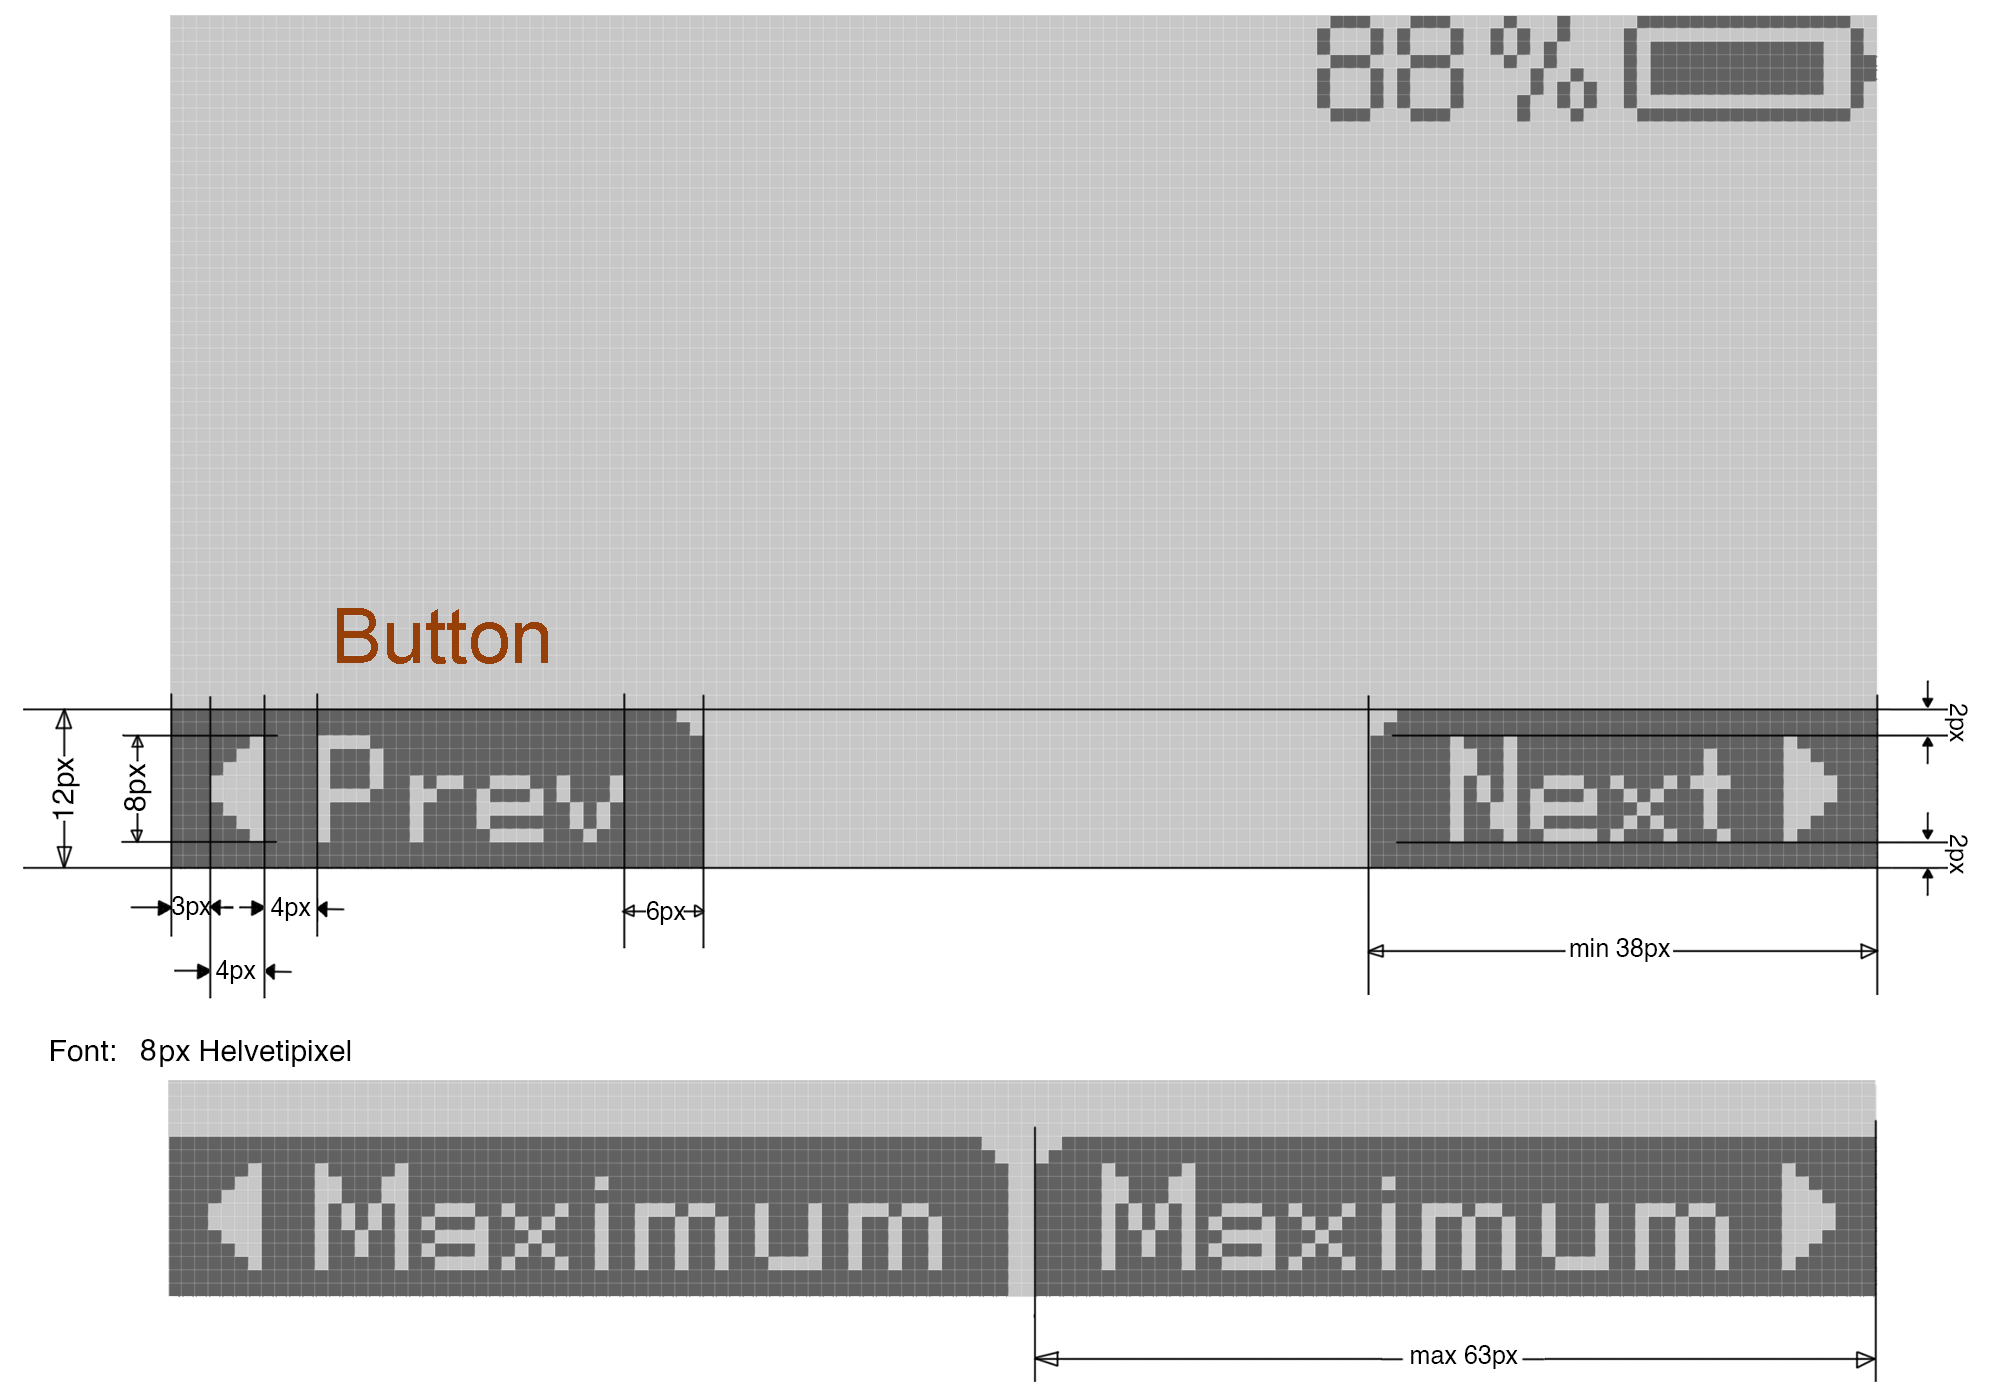 88%
Button
Prev
Next
2px
12px
8px
2px
3px
4px
6px
4px
min 38px
Font: 8px Helvetipixel
Maximum
Maximum
max 63px